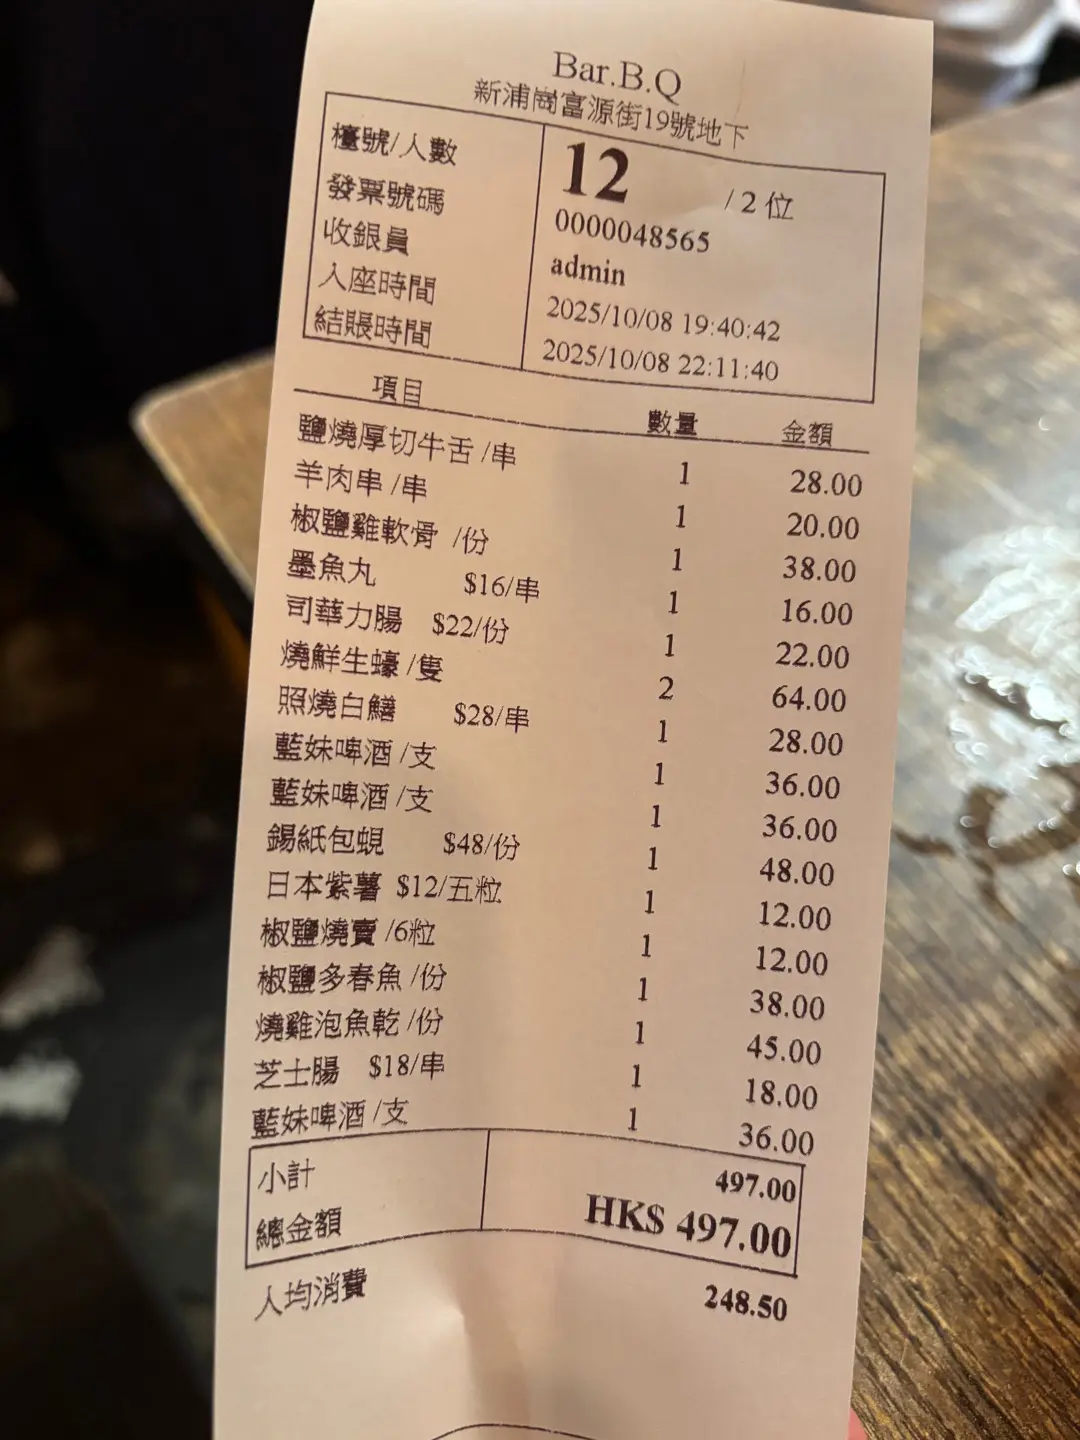 Bar.B.Q
新浦崗富源街19號地下
檯號/人數 12 /2 位
發票號碼 0000048565
收銀員 admin
入座時間 2025/10/08 19:40:42
結賬時間 2025/10/08 22:11:40
項目 數量 金額
鹽燒厚切牛舌 /串 1 28.00
羊肉串 /串 1 20.00
椒鹽雞軟骨 /份 1 38.00
墨魚丸 $16/串 1 16.00
司華力腸 $22/份 1 22.00
燒鮮生蠔 /隻 2 64.00
照燒白鱔 $28/串 1 28.00
藍妹啤酒 /支 1 36.00
藍妹啤酒 /支 1 36.00
錫紙包蜆 $48/份 1 48.00
日本紫薯 $12/五粒 1 12.00
椒鹽燒賣 /6粒 1 12.00
椒鹽多春魚 /份 1 38.00
燒雞泡魚乾 /份 1 45.00
芝士腸 $18/串 1 18.00
藍妹啤酒 /支 1 36.00
小計 497.00
總金額 HK$ 497.00
人均消費 248.50